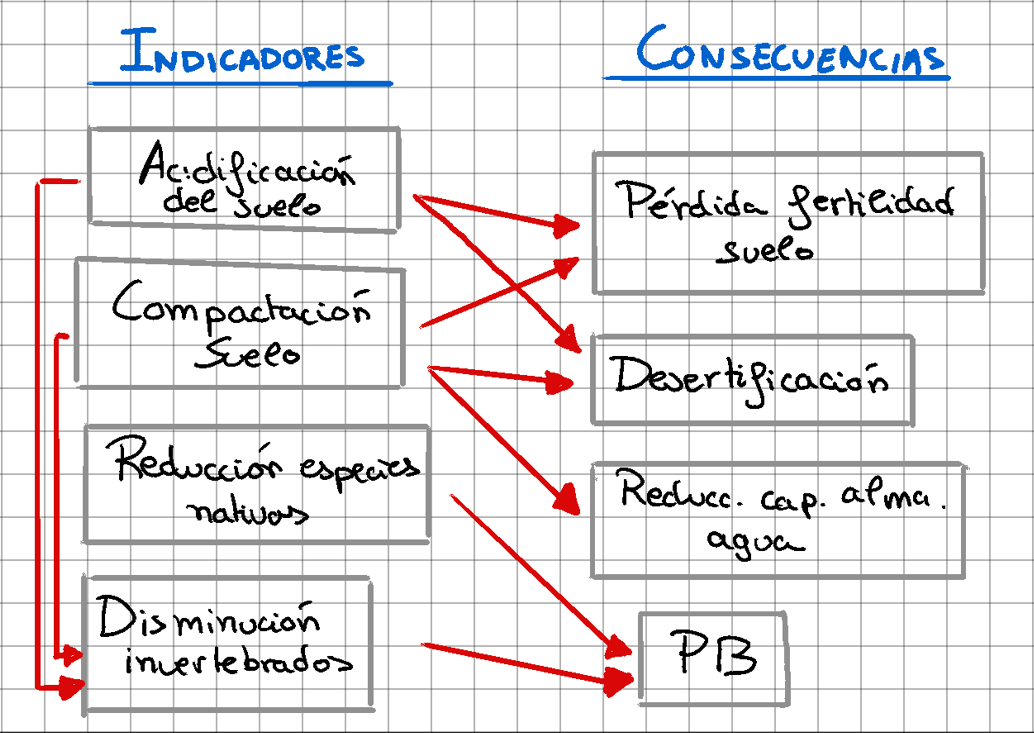 INDICADORES
Acidificación
del suelo
Compactación
Suelo
Reducción especies
nativas
Disminución
invertebrados
CONSECUENCIAS
Pérdida fertilidad
suelo
Desertificación
Reducc. cap. alma.
agua
PB